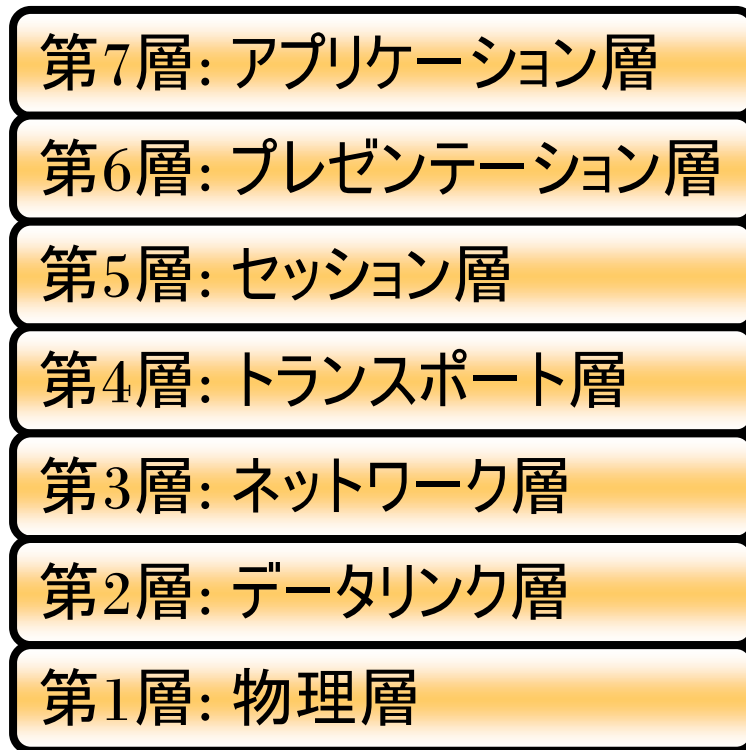 第7層: アプリケーション層
第6層: プレゼンテーション層
第5層: セッション層
第4層: トランスポート層
第3層: ネットワーク層
第2層: データリンク層
第1層: 物理層